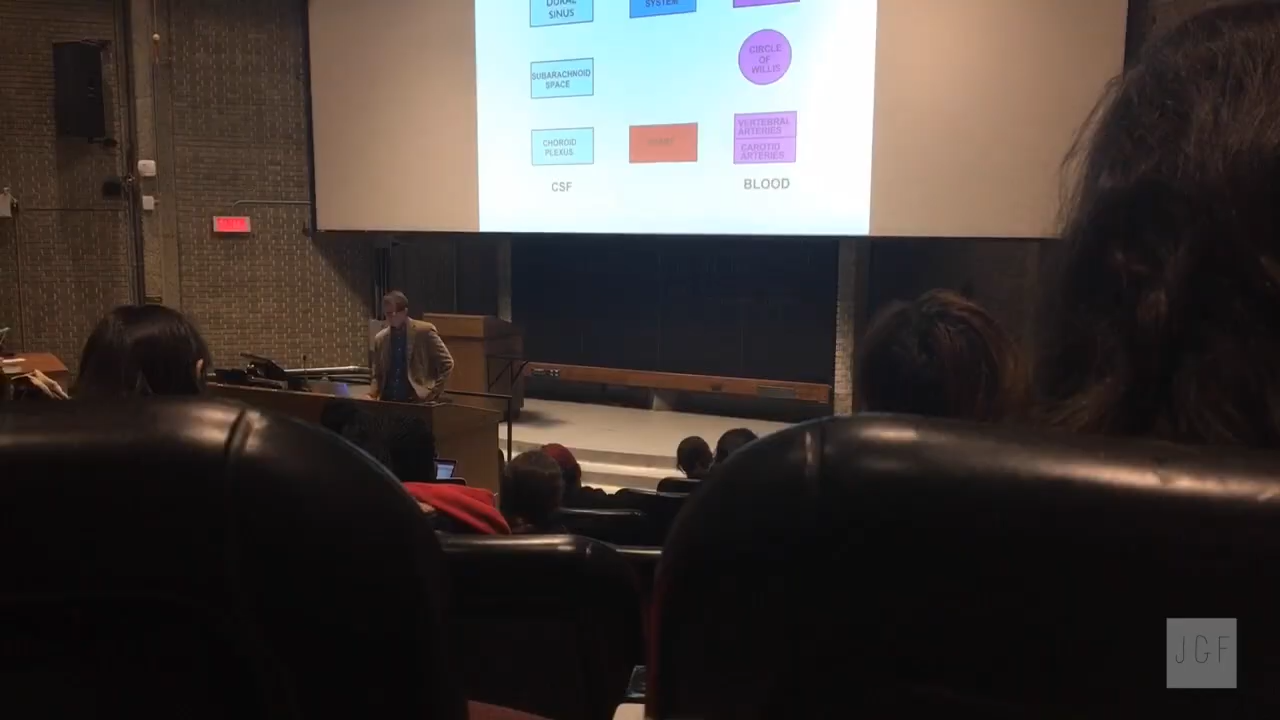 DURAL
SINUS
SYSTEM
CIRCLE
OF
WILLIS
SUBARACHNOID
SPACE
VERTEBRAL
ARTERIES
CHOROID
PLEXUS
CAROTID
ARTERIES
CSF
BLOOD
JGF